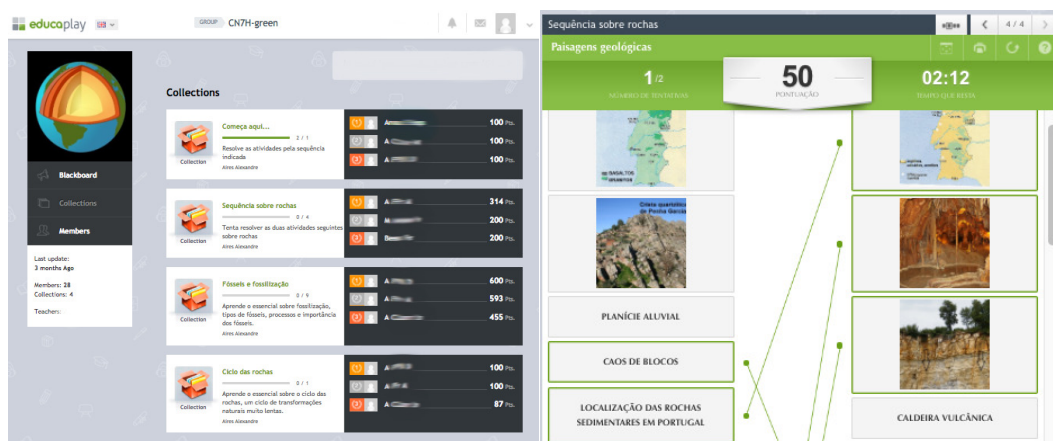 educaplay
GROUP CN7H-green
Collections
Blackboard
Collections
Members
Last update:
3 months Ago
Members: 28
Collections: 4
Teachers:
Collection
Começa aqui...
2 / 1
Resolve as atividades pela sequência
indicada
Aires Alexandre
100 Pts.
100 Pts.
100 Pts.
Collection
Sequência sobre rochas
0 / 4
Tenta resolver as duas atividades seguintes
sobre rochas
Aires Alexandre
314 Pts.
200 Pts.
200 Pts.
Collection
Fósseis e fossilização
0 / 9
Aprende o essencial sobre fossilização,
tipos de fósseis, processos e importância
dos fósseis.
Aires Alexandre
600 Pts.
593 Pts.
455 Pts.
Collection
Ciclo das rochas
0 / 1
Aprende o essencial sobre o ciclo das
rochas, um ciclo de transformações
naturais muito lentas.
Aires Alexandre
100 Pts.
100 Pts.
87 Pts.
Sequência sobre rochas
4 / 4
Paisagens geológicas
1/2
NÚMERO DE TENTATIVAS
50
PONTUAÇÃO
02:12
TEMPO QUE RESTA
BASALTOS
Crista quartzítica
de Penha Garcia
PLANÍCIE ALUVIAL
CAOS DE BLOCOS
LOCALIZAÇÃO DAS ROCHAS
SEDIMENTARES EM PORTUGAL
CALDEIRA VULCÂNICA